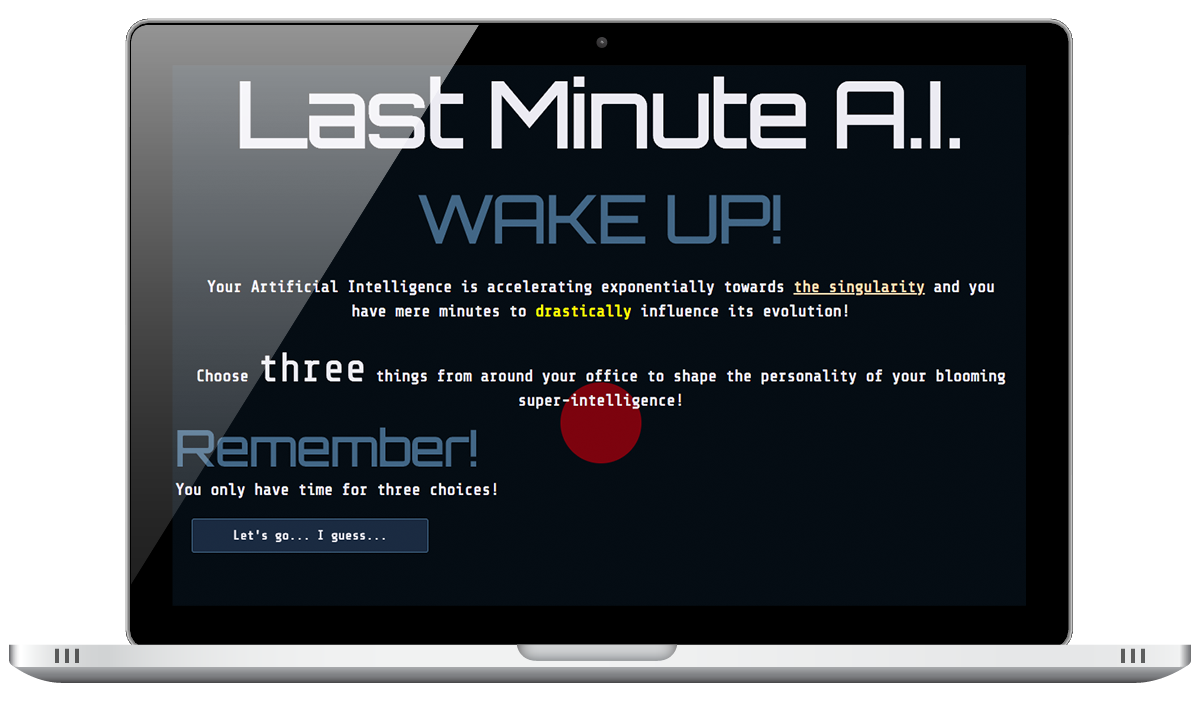 Last Minute A.I.
WAKE UP!
Your Artificial Intelligence is accelerating exponentially towards the singularity and you
have mere minutes to drastically influence its evolution!
Choose three things from around your office to shape the personality of your blooming
super-intelligence!
Remember!
You only have time for three choices!
Let's go... I guess...